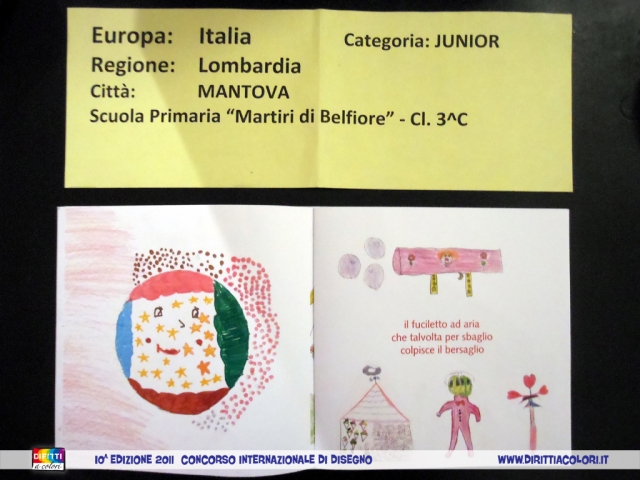 Europa: Italia
Categoria: JUNIOR
Regione: Lombardia
Città: MANTOVA
Scuola Primaria “Martiri di Belfiore” - Cl. 3^C
il fuciletto ad aria
che talvolta per sbaglio
colpisce il bersaglio
DIRITTI
a colori
10ª EDIZIONE 2011 CONCORSO INTERNAZIONALE DI DISEGNO
WWW.DIRITTIACOLORI.IT